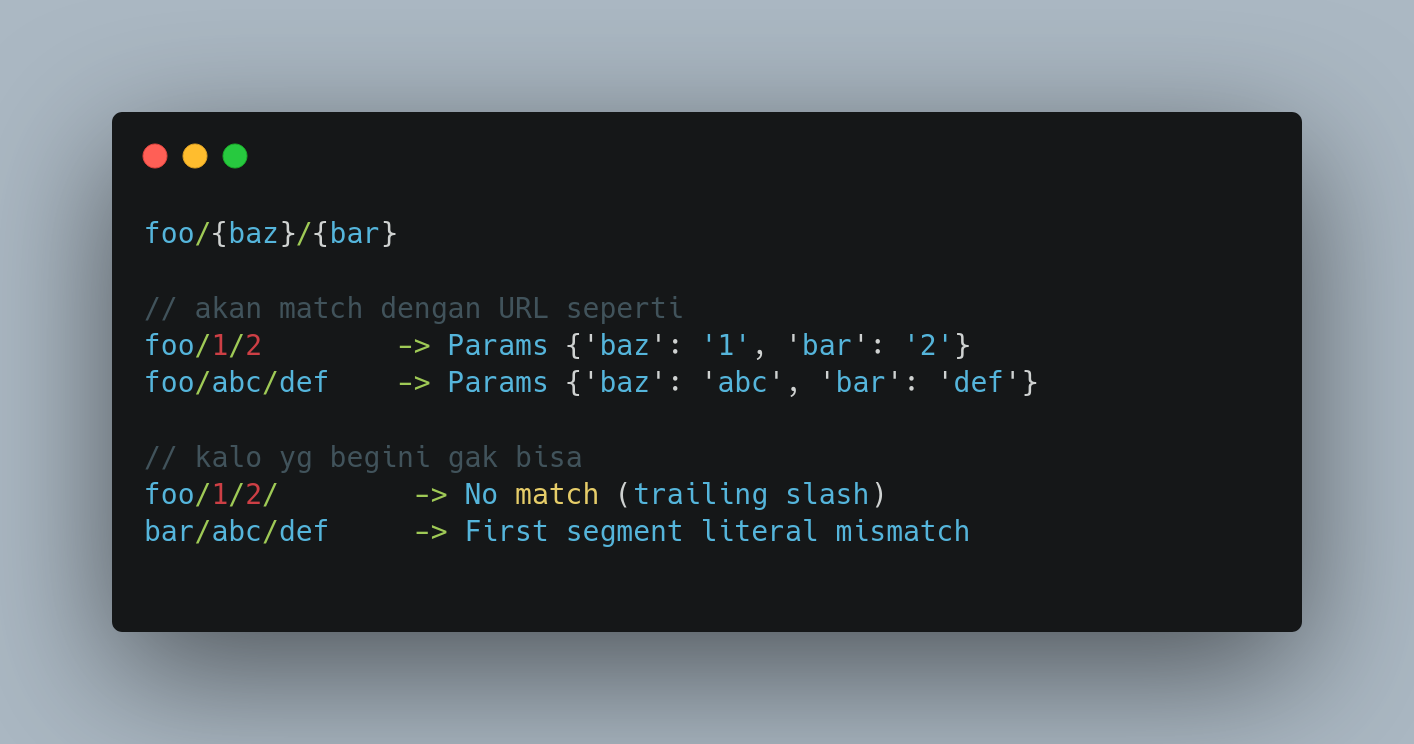 foo/{baz}/{bar}
// akan match dengan URL seperti
foo/1/2        -> Params {'baz': '1', 'bar': '2'}
foo/abc/def    -> Params {'baz': 'abc', 'bar': 'def'}
// kalo yg begini gak bisa
foo/1/2/        -> No match (trailing slash)
bar/abc/def     -> First segment literal mismatch